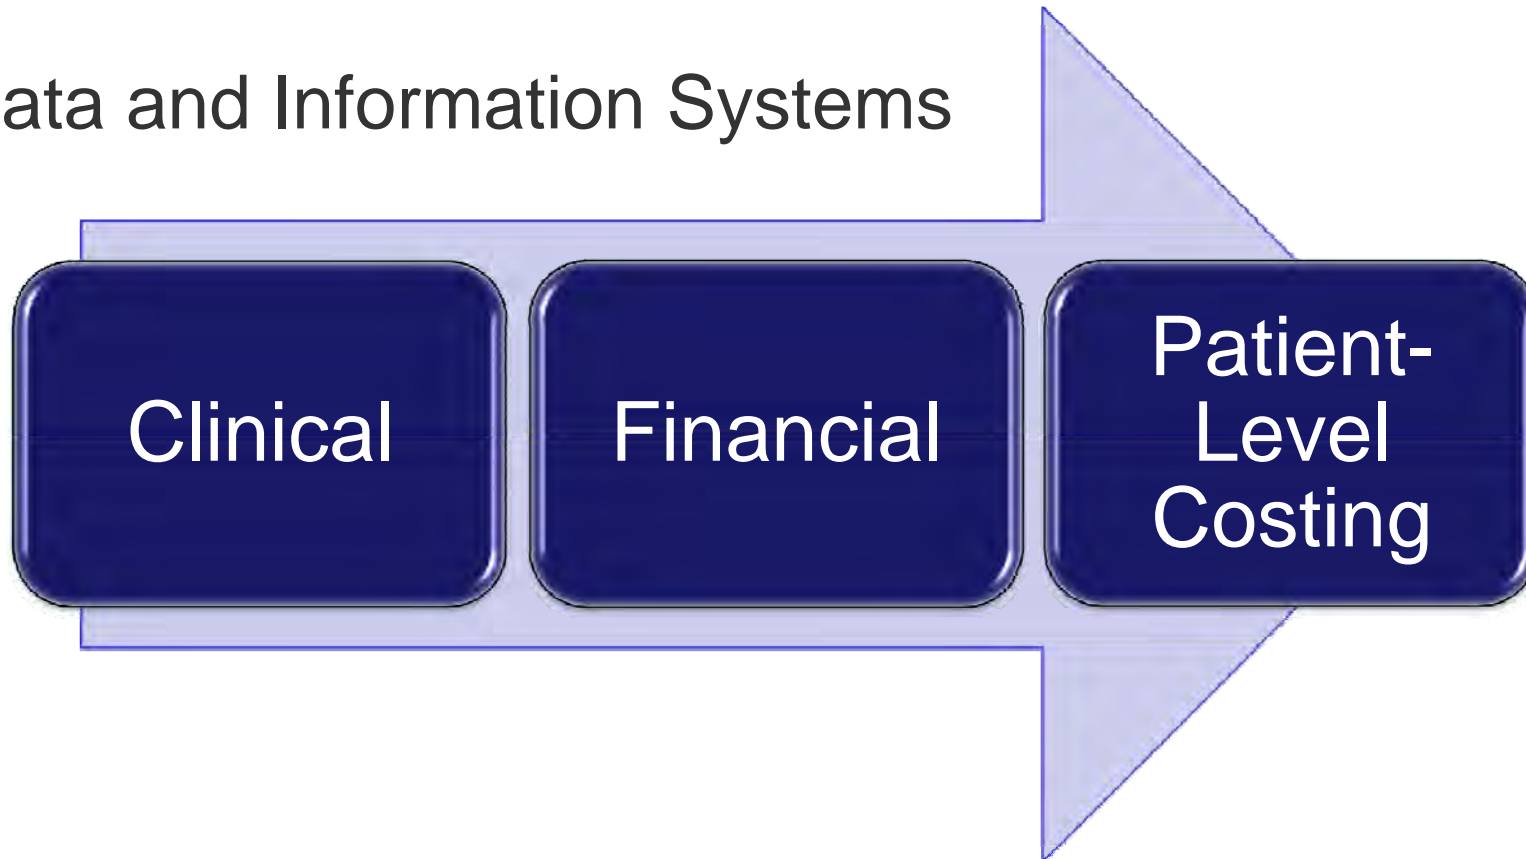 ata and Information Systems
Clinical
Financial
Patient-
Level
Costing